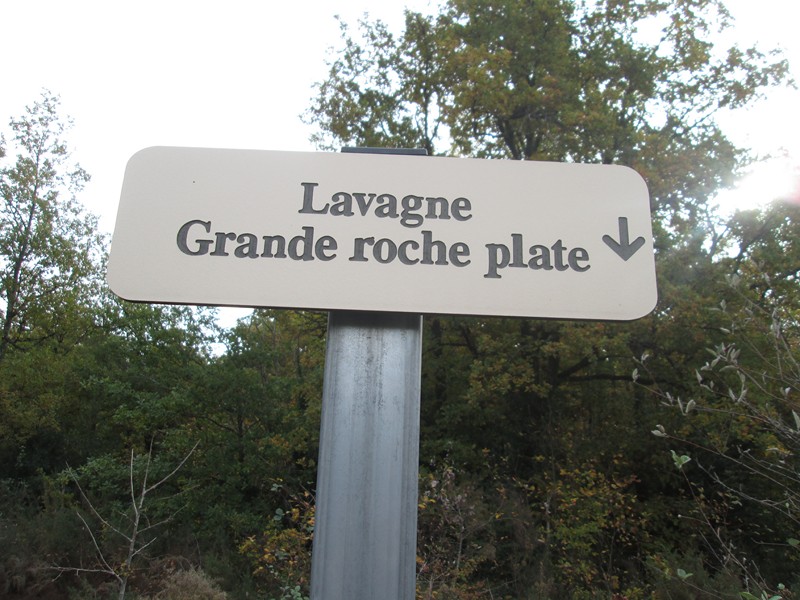 Lavagne
Grande roche plate ↓